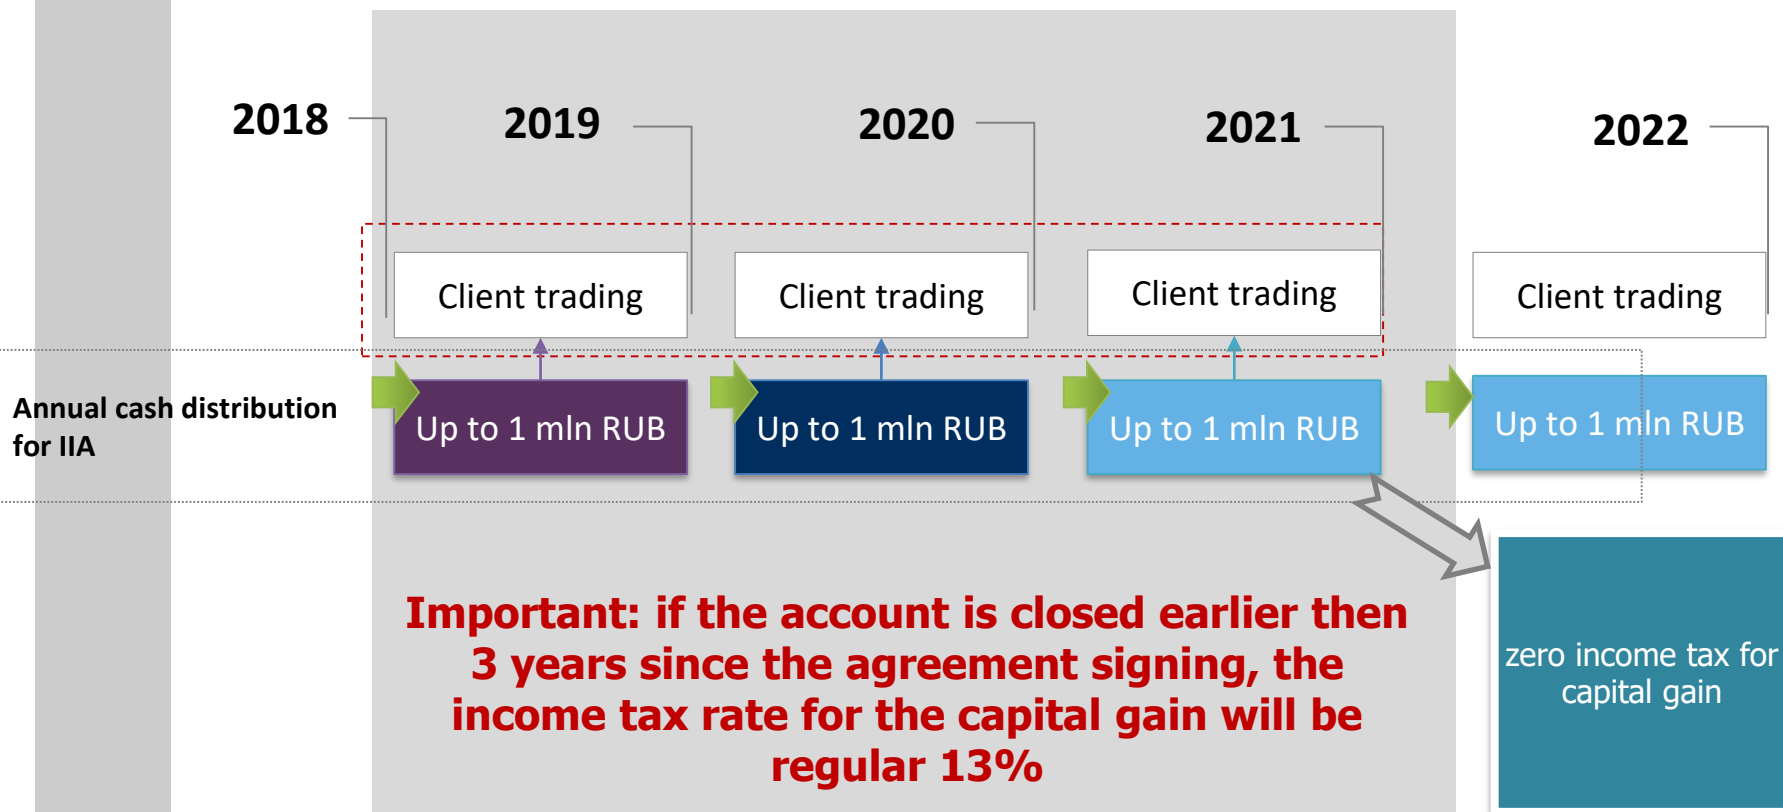 2018
2019
2020
2021
2022
Client trading
Client trading
Client trading
Client trading
Annual cash distribution
for IIA
Up to 1 mln RUB
Up to 1 mln RUB
Up to 1 mln RUB
Up to 1 mln RUB
Important: if the account is closed earlier then
3 years since the agreement signing, the
income tax rate for the capital gain will be
regular 13%
zero income tax for
capital gain